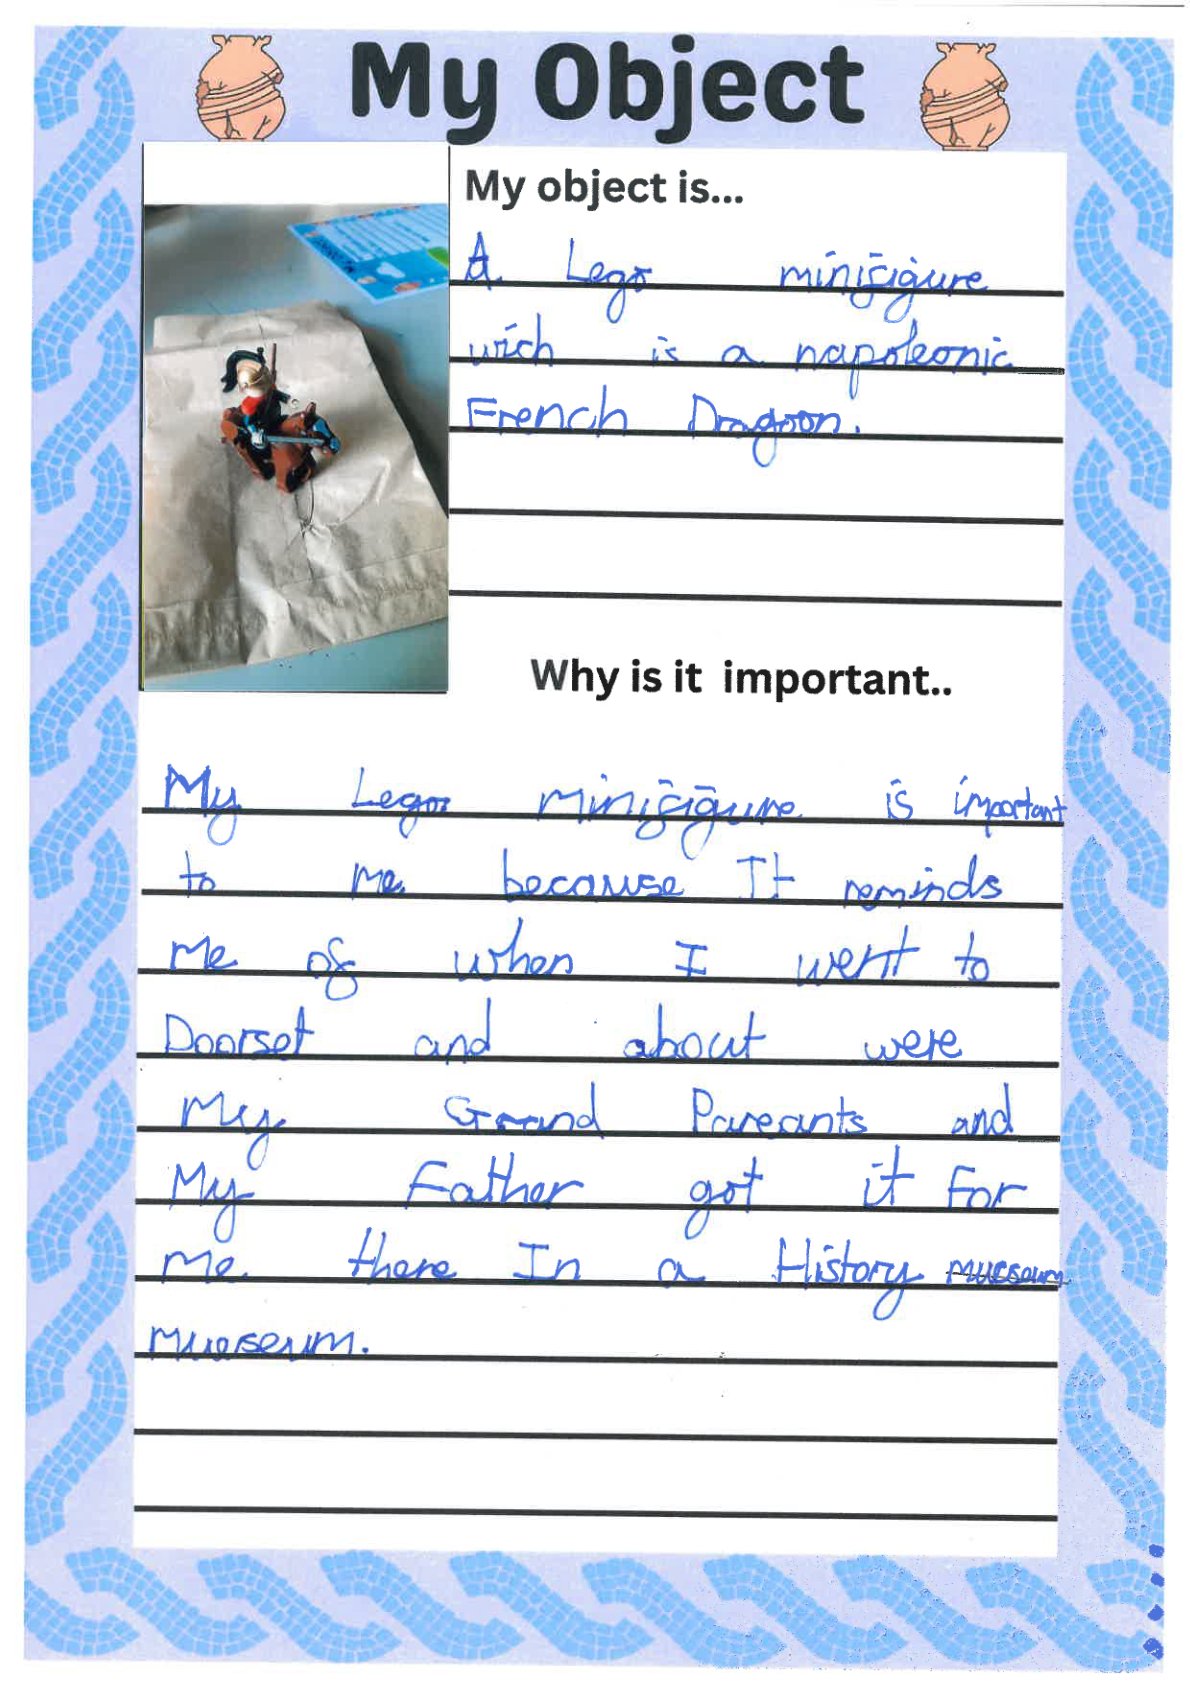 My Object
My object is...
A Lego minifigure
wich is a napoleonic
French Dragoon.
Why is it important..
My Lego minifigure is important
to me because It reminds
me of when I went to
Doorset and about were
My Grand Pareants and
My Father got it For
me there In a History
mueseum.